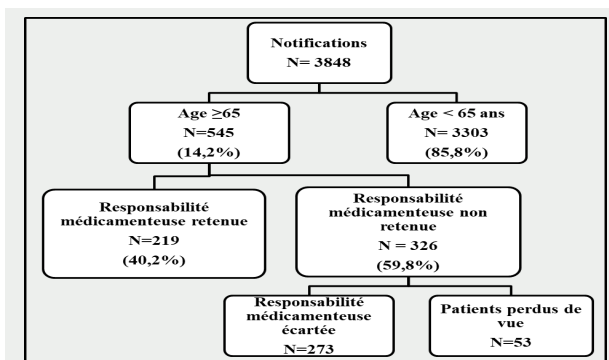 Notifications
N= 3848
Age ≥65
N=545
(14,2%)
Age < 65 ans
N= 3303
(85,8%)
Responsabilité
médicamenteuse retenue
N=219
(40,2%)
Responsabilité
médicamenteuse non
retenue
N = 326
(59,8%)
Responsabilité
médicamenteuse
écartée
N=273
Patients perdus de
vue
N=53